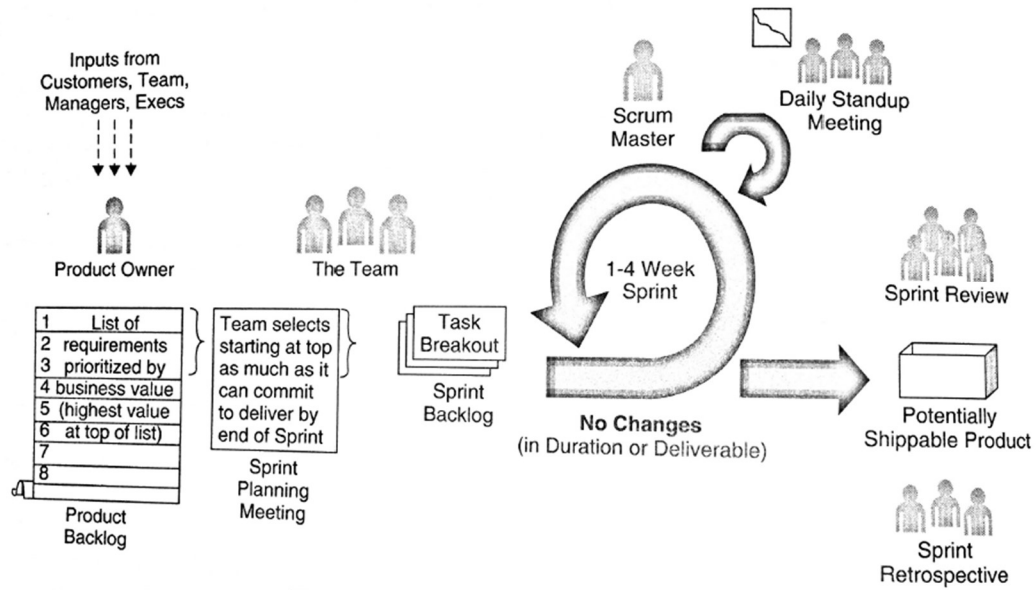 Inputs from
Customers, Team,
Managers, Execs
Product Owner
The Team
Scrum
Master
Daily Standup
Meeting
1-4 Week
Sprint
Sprint Review
1 List of
2 requirements
3 prioritized by
4 business value
5 (highest value
6 at top of list)
7
8
Product
Backlog
Team selects
starting at top
as much as it
can commit
to deliver by
end of Sprint
Sprint
Planning
Meeting
Task
Breakout
Sprint
Backlog
No Changes
(in Duration or Deliverable)
Potentially
Shippable Product
Sprint
Retrospective